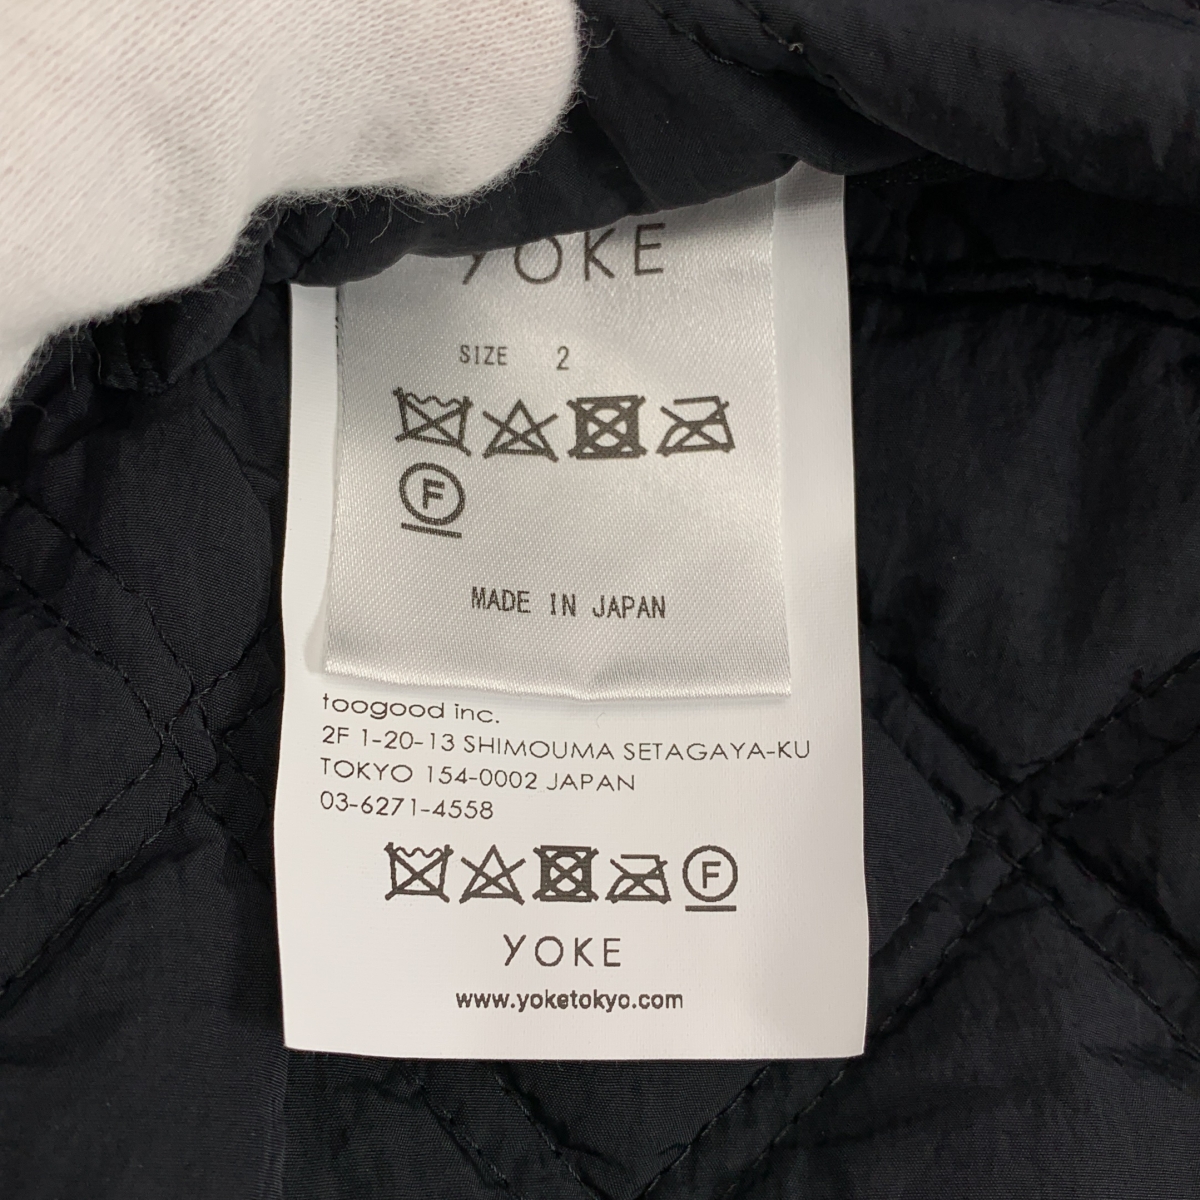 YOKE
SIZE 2
F
MADE IN JAPAN
toogood inc.
2F 1-20-13 SHIMOUMA SETAGAYA-KU
TOKYO 154-0002 JAPAN
03-6271-4558
F
YOKE
www.yoketokyo.com